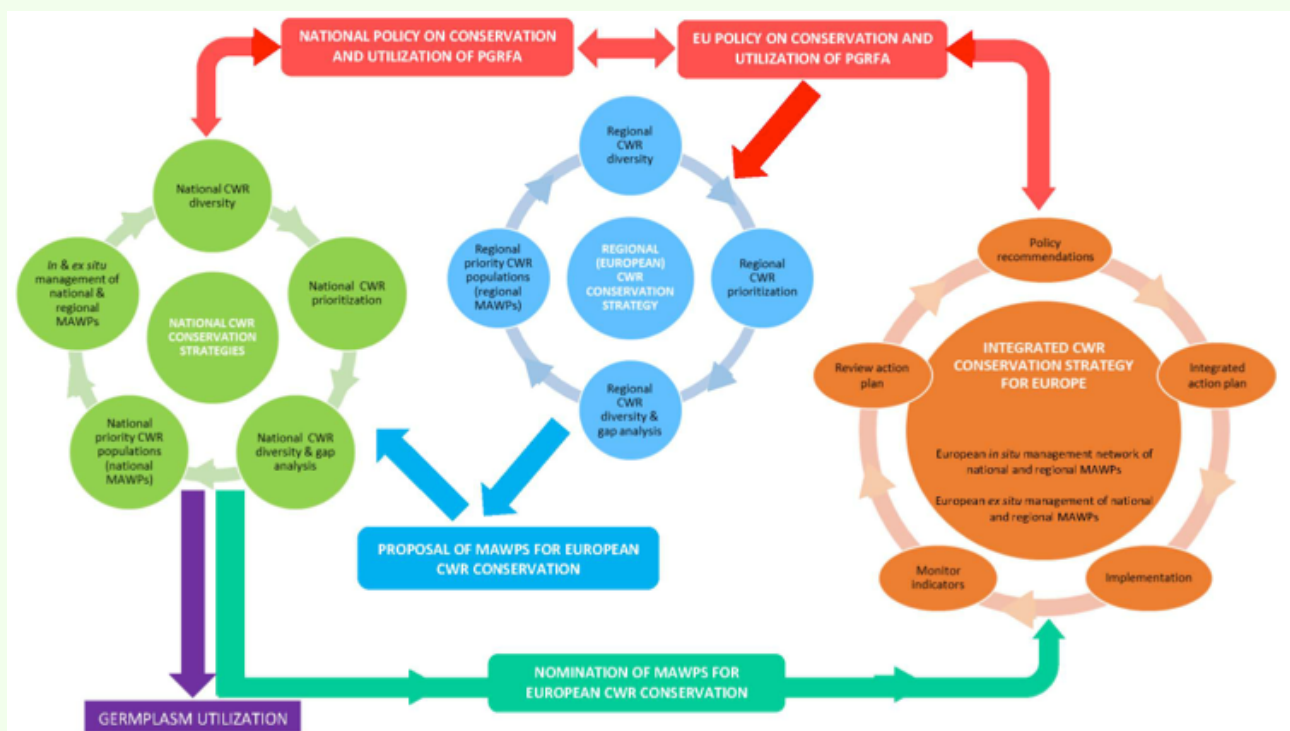 NATIONAL POLICY ON CONSERVATION
AND UTILIZATION OF PGRFA
EU POLICY ON CONSERVATION AND
UTILIZATION OF PGRFA
National CWR
diversity
National CWR
prioritization
National CWR
diversity & gap
analysis
National
priority CWR
populations
(national
MAWPs)
In & ex situ
management of
national &
regional
MAWPs
NATIONAL CWR
CONSERVATION
STRATEGIES
Regional
CWR
diversity
Regional
CWR
prioritization
Regional
CWR
diversity &
gap analysis
Regional
priority CWR
populations
(regional
MAWPs)
REGIONAL
(EUROPEAN)
CWR
CONSERVATION
STRATEGY
Policy
recommendations
Integrated
action plan
Implementation
Monitor
indicators
Review action
plan
INTEGRATED CWR
CONSERVATION STRATEGY
FOR EUROPE
European in situ management network of
national and regional MAWPs
European ex situ management of national
and regional MAWPs
PROPOSAL OF MAWPS FOR EUROPEAN
CWR CONSERVATION
NOMINATION OF MAWPS FOR
EUROPEAN CWR CONSERVATION
GERMPLASM UTILIZATION